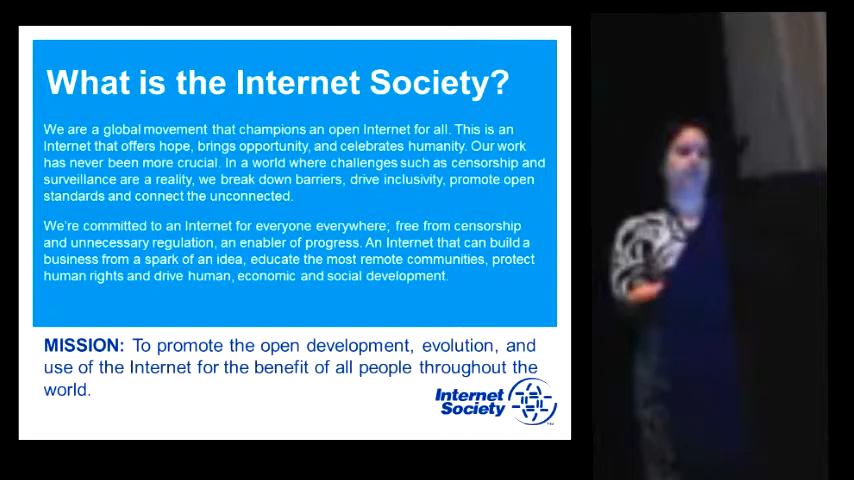 What is the Internet Society?
We are a global movement that champions an open Internet for all. This is an
Internet that offers hope, brings opportunity, and celebrates humanity. Our work
has never been more crucial. In a world where challenges such as censorship and
surveillance are a reality, we break down barriers, drive inclusivity, promote open
standards and connect the unconnected.
We're committed to an Internet for everyone everywhere; free from censorship
and unnecessary regulation, an enabler of progress. An Internet that can build a
business from a spark of an idea, educate the most remote communities, protect
human rights and drive human, economic and social development.
MISSION: To promote the open development, evolution, and
use of the Internet for the benefit of all people throughout the
world.
Internet
Society
TM